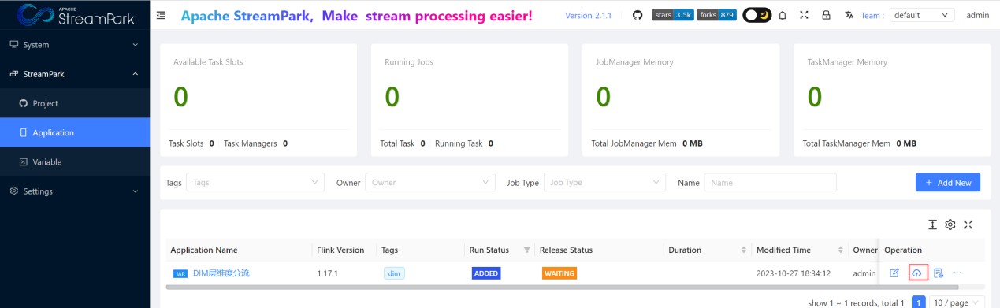 APACHE
StreamPark
Apache StreamPark, Make stream processing easier!
Version: 2.1.1
stars 3.5k forks 879
Team : default
admin
System
StreamPark
Project
Application
Variable
Settings
Available Task Slots
0
Task Slots 0 Task Managers 0
Running Jobs
0
Total Task 0 Running Task 0
JobManager Memory
0
Total JobManager Mem 0 MB
TaskManager Memory
0
Total TaskManager Mem 0 MB
Tags Tags Owner Owner Job Type Job Type Name Name + Add New
Application Name Flink Version Tags Run Status Release Status Duration Modified Time Owner Operation
JAR DIM层维度分流 1.17.1 dim ADDED WAITING 2023-10-27 18:34:12 admin
show 1 ~ 1 records, total 1 1 10 / page